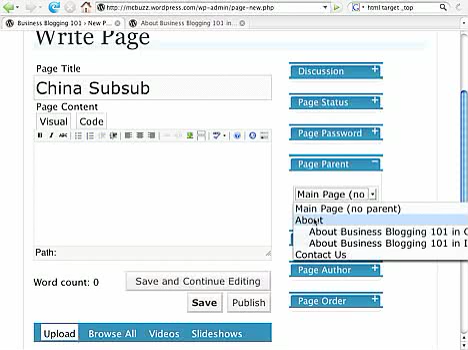 http://mcbuzz.wordpress.com/wp-admin/page-new.php
html target _top
Business Blogging 101 › New P...
About Business Blogging 101 in...
Write Page
Page Title
China Subsub
Page Content
Visual
Code
B I ABC
Path:
Word count: 0
Save and Continue Editing
Save
Publish
Upload
Browse All
Videos
Slideshows
Discussion +
Page Status +
Page Password +
Page Parent −
Main Page (no
Main Page (no parent)
About
About Business Blogging 101 in
About Business Blogging 101 in
Contact Us
Page Author +
Page Order +